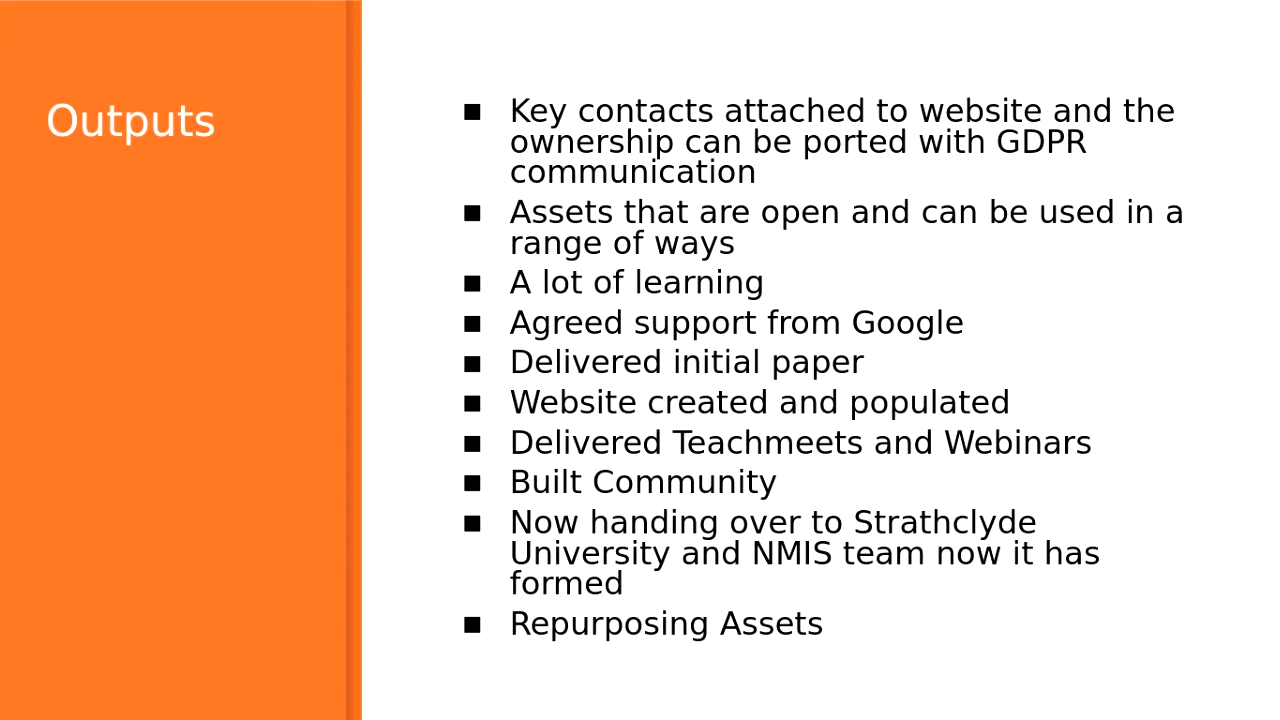 Outputs
■ Key contacts attached to website and the
ownership can be ported with GDPR
communication
■ Assets that are open and can be used in a
range of ways
■ A lot of learning
■ Agreed support from Google
■ Delivered initial paper
■ Website created and populated
■ Delivered Teachmeets and Webinars
■ Built Community
■ Now handing over to Strathclyde
University and NMIS team now it has
formed
■ Repurposing Assets